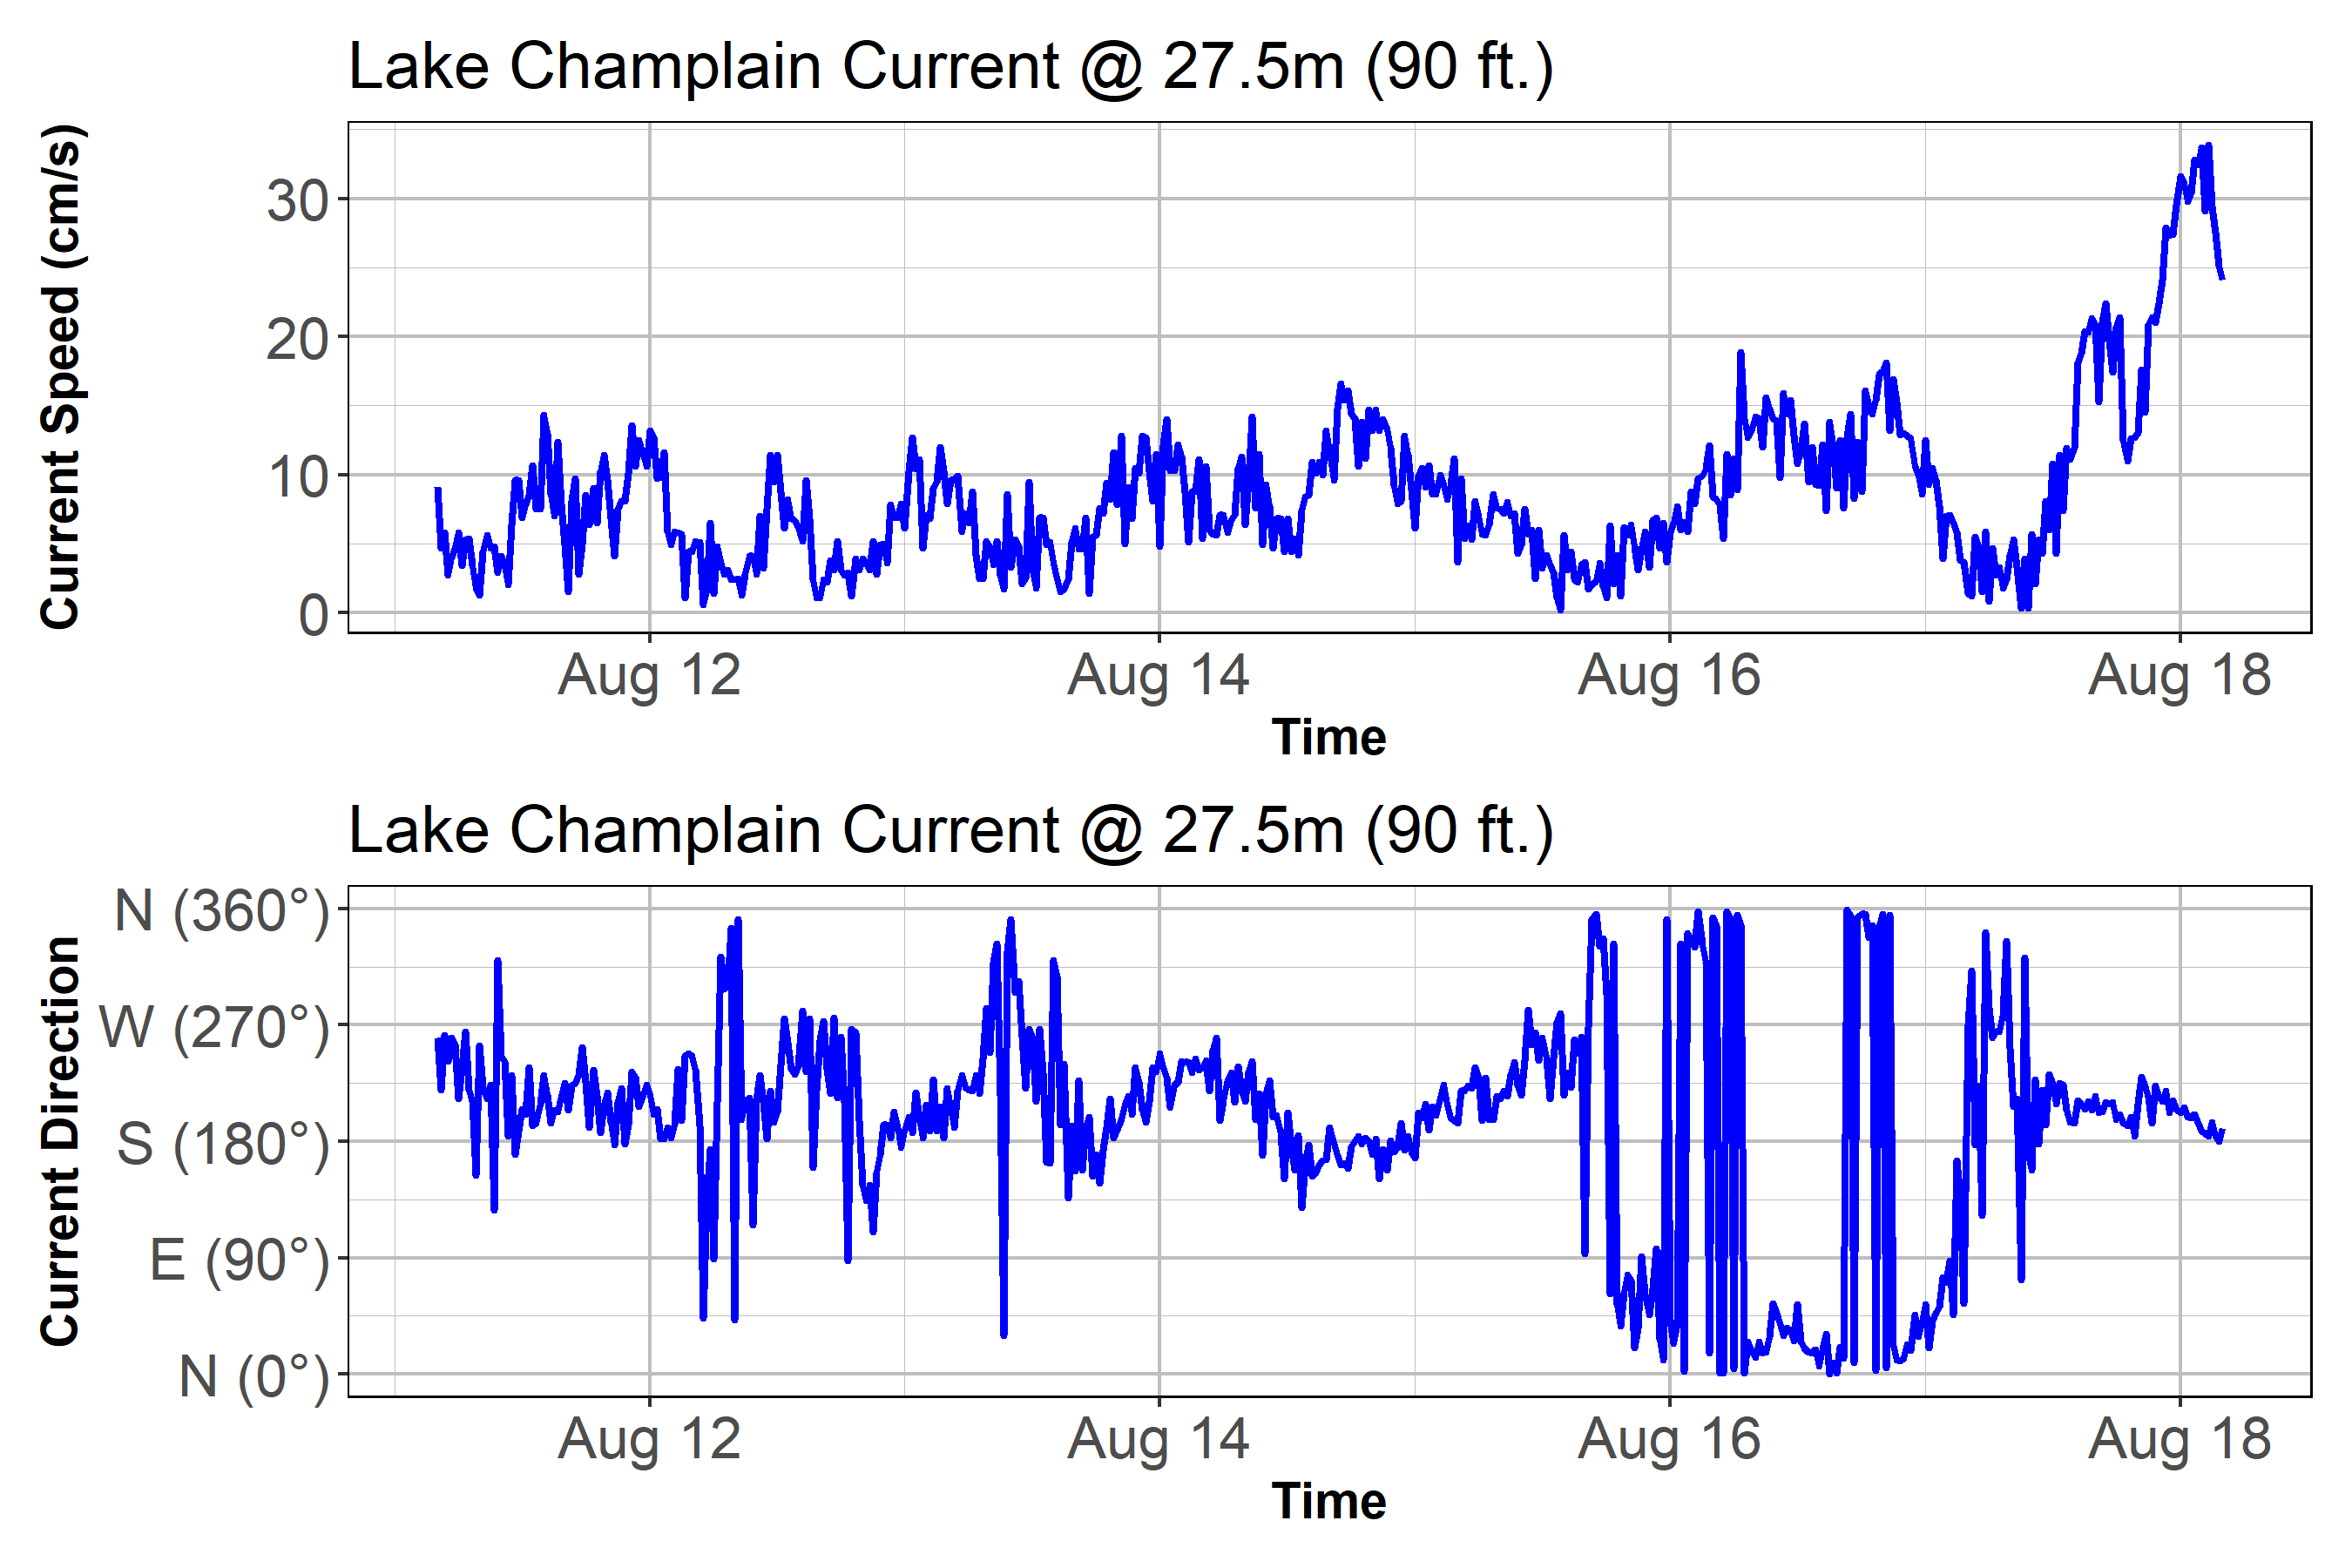 Lake Champlain Current @ 27.5m (90 ft.)
Current Speed (cm/s)
30
20
10
0
Aug 12 Aug 14 Aug 16 Aug 18
Time
Lake Champlain Current @ 27.5m (90 ft.)
Current Direction
N (360°)
W (270°)
S (180°)
E (90°)
N (0°)
Aug 12 Aug 14 Aug 16 Aug 18
Time